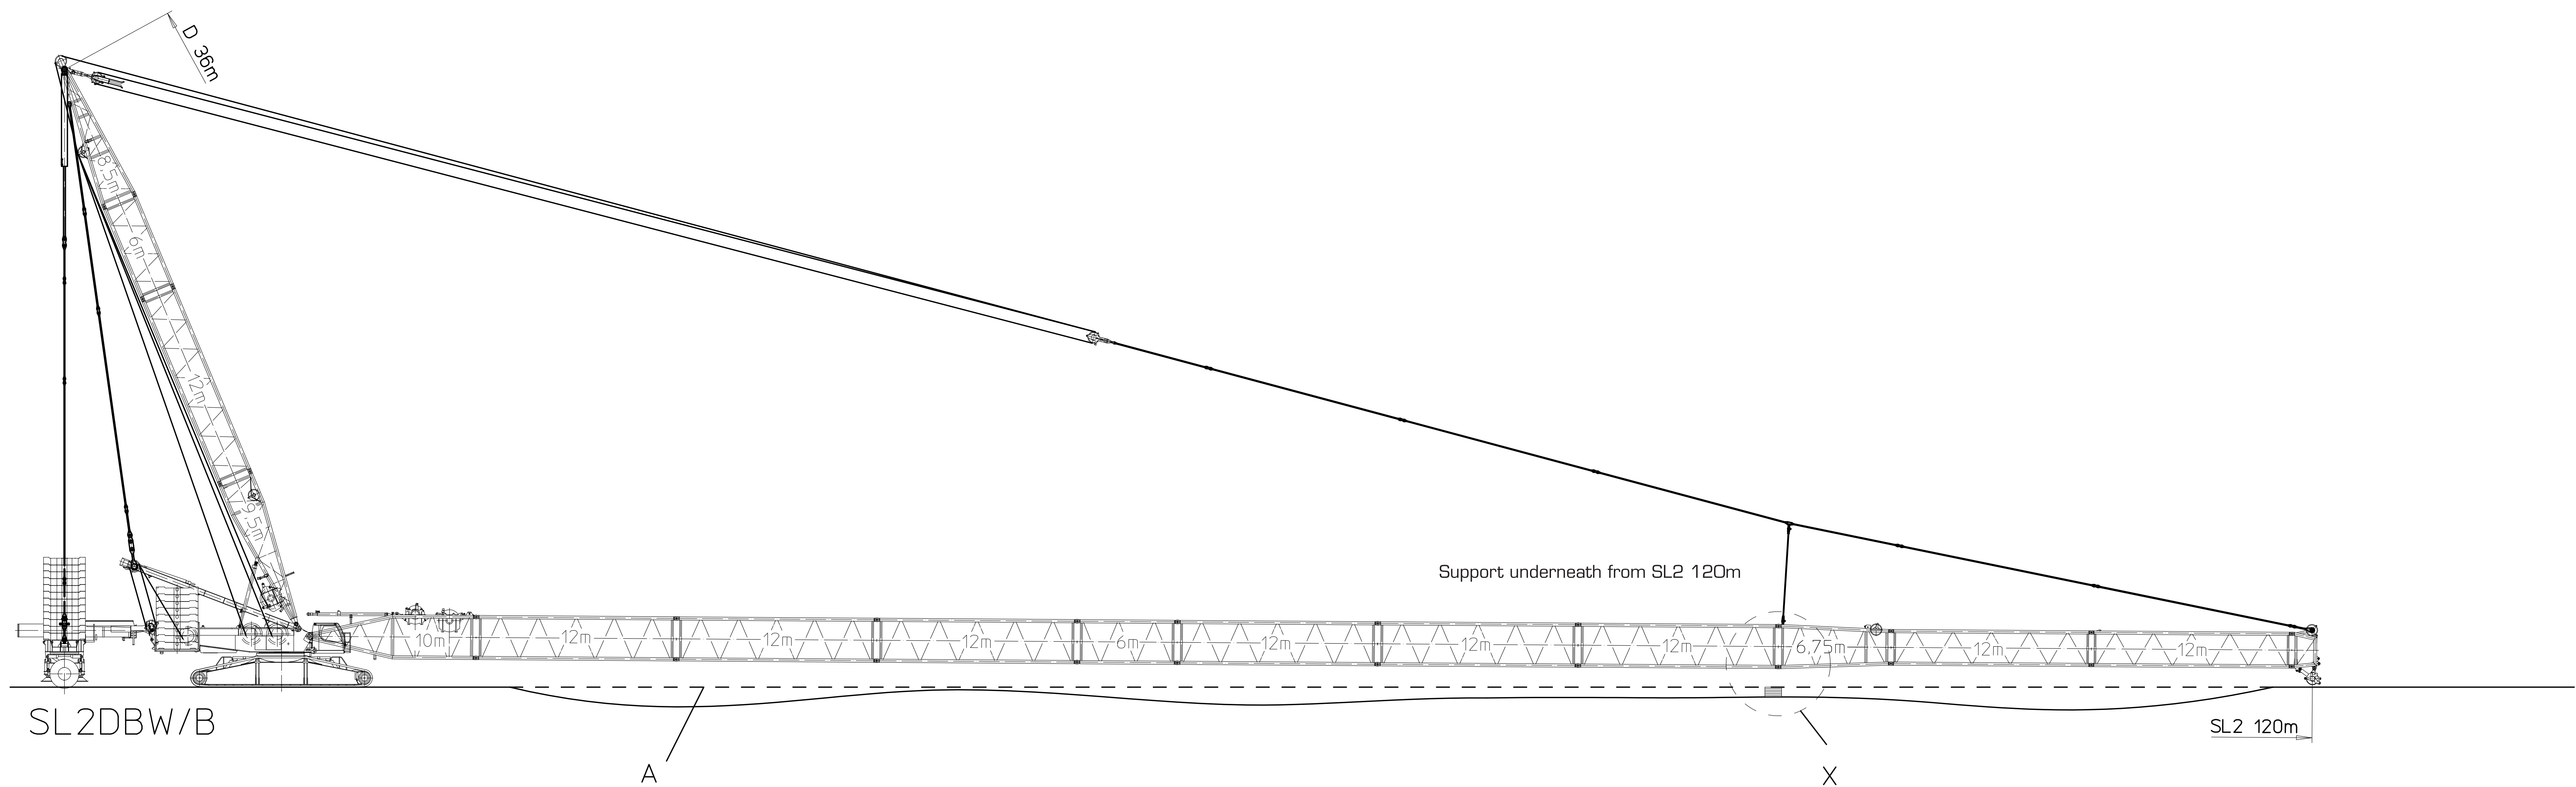 D 36m
8,5m
6m
12m
9,5m
Support underneath from SL2 120m
10m
12m
12m
12m
6m
12m
12m
12m
6,75m
12m
12m
SL2DBW/B
SL2 120m
A
X